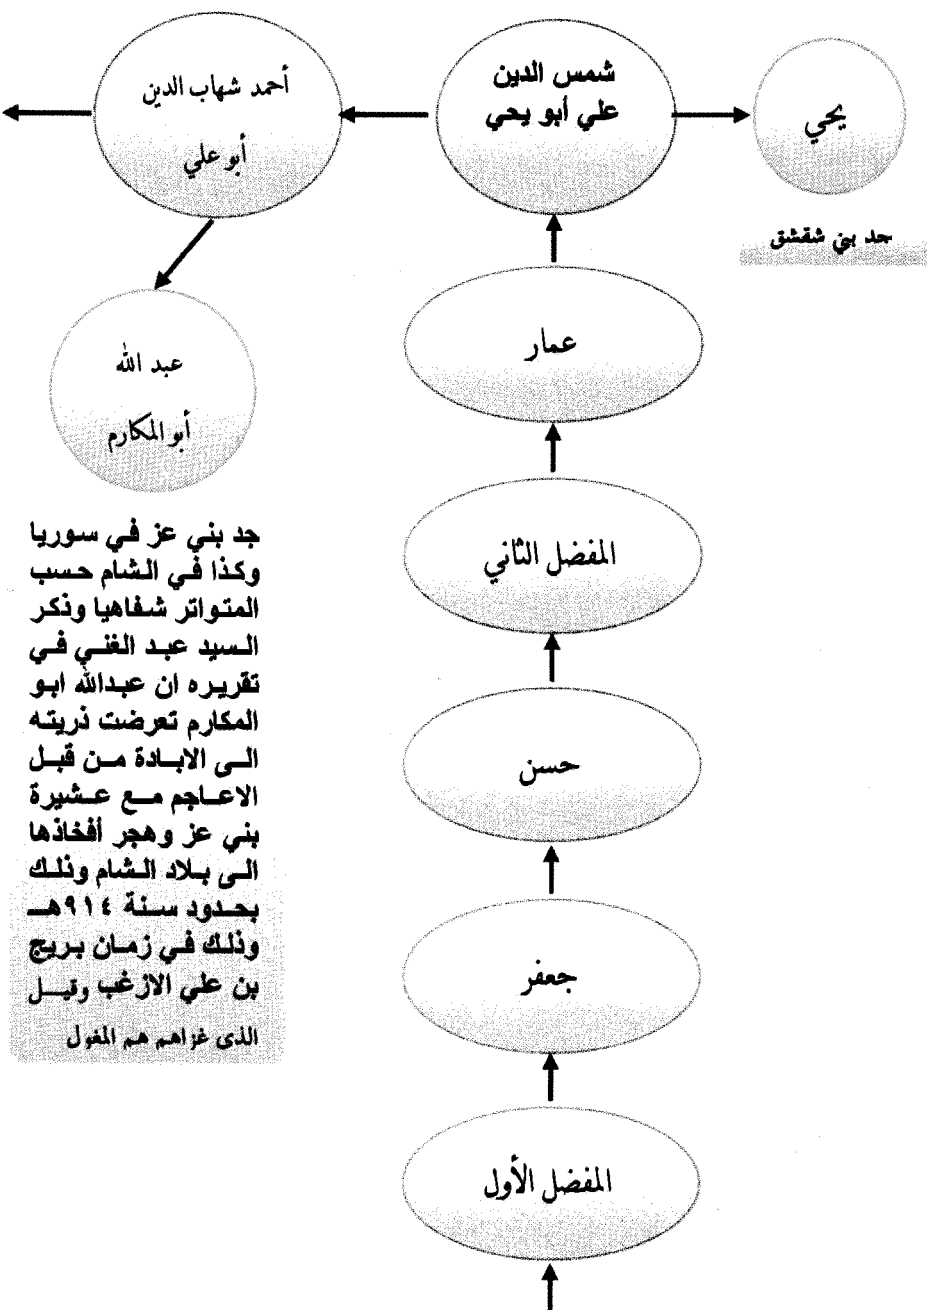 يحي
جد بني شقشق
شمس الدين
علي أبو يحي
أحمد شهاب الدين
أبو علي
عبد الله
أبو المكارم
عمار
المفضل الثاني
حسن
جعفر
المفضل الأول
جد بني عز في سوريا
وكذا في الشام حسب
المتواتر شفاهيا وذكر
السيد عبد الغني في
تقريره ان عبدالله ابو
المكارم تعرضت ذريته
الى الابادة من قبل
الاعاجم مع عشيرة
بني عز وهجر أفخاذها
الى بلاد الشام وذلك
بحدود سنة ٩١٤هـ
وذلك في زمان بريج
بن علي الازغب وقيل
الذى غزاهم هم المغول